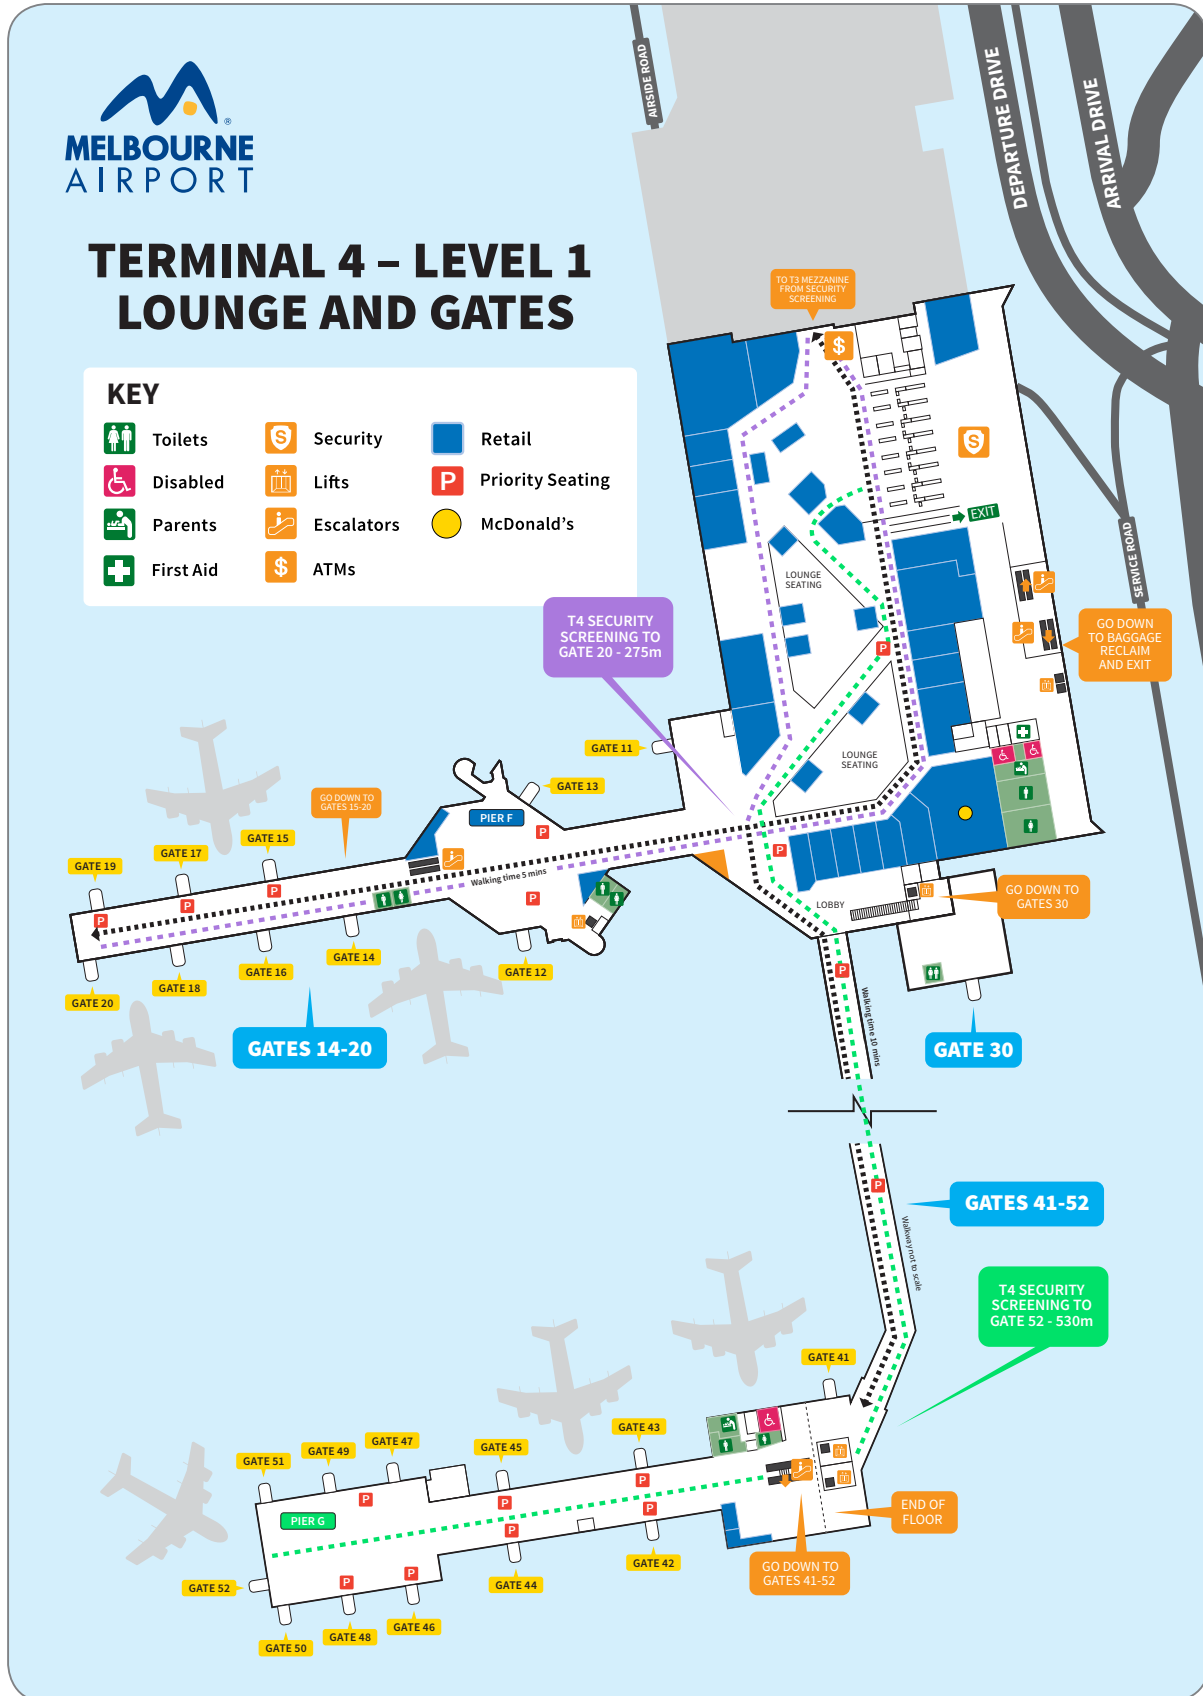 AIRSIDE ROAD
DEPARTURE DRIVE
ARRIVAL DRIVE
MELBOURNE
AIRPORT
®
TERMINAL 4 – LEVEL 1
LOUNGE AND GATES
TO T3 MEZZANINE
FROM SECURITY
SCREENING
$
KEY
Toilets
Disabled
Parents
First Aid
S
Security
Lifts
Escalators
$
ATMs
Retail
P
Priority Seating
McDonald's
S
EXIT
SERVICE ROAD
LOUNGE
SEATING
T4 SECURITY
SCREENING TO
GATE 20 - 275m
GO DOWN
TO BAGGAGE
RECLAIM
AND EXIT
P
LOUNGE
SEATING
GATE 11
GATE 13
GO DOWN TO
GATES 15-20
PIER F
P
GATE 15
GATE 17
GATE 19
P
Walking time 5 mins
P
P
P
P
LOBBY
GO DOWN TO
GATES 30
GATE 14
GATE 16
GATE 18
GATE 20
GATE 12
P
Walking time 10 mins
GATES 14-20
GATE 30
P
GATES 41-52
Walkway not to scale
T4 SECURITY
SCREENING TO
GATE 52 - 530m
GATE 41
GATE 43
GATE 45
GATE 47
GATE 49
GATE 51
P
P
P
P
P
PIER G
END OF
FLOOR
GATE 42
GO DOWN TO
GATES 41-52
P
P
GATE 44
GATE 52
GATE 46
GATE 48
GATE 50